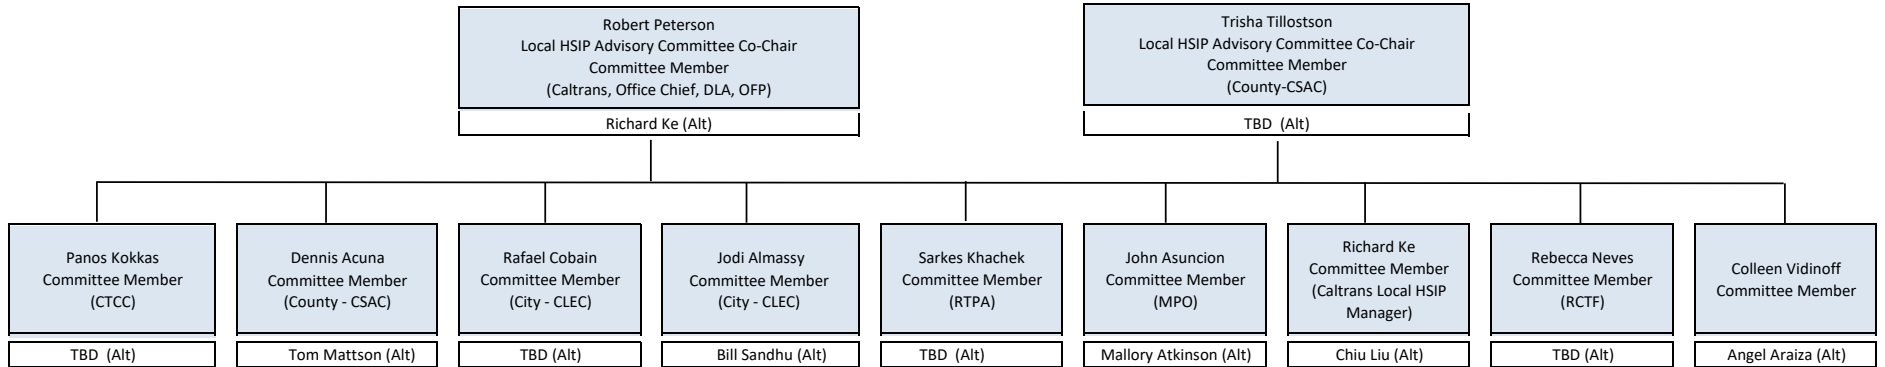 Robert Peterson
Local HSIP Advisory Committee Co-Chair
Committee Member
(Caltrans, Office Chief, DLA, OFP)
Richard Ke (Alt)
Trisha Tillostson
Local HSIP Advisory Committee Co-Chair
Committee Member
(County-CSAC)
TBD (Alt)
Panos Kokkas
Committee Member
(CTCC)
TBD (Alt)
Dennis Acuna
Committee Member
(County - CSAC)
Tom Mattson (Alt)
Rafael Cobain
Committee Member
(City - CLEC)
TBD (Alt)
Jodi Almassy
Committee Member
(City - CLEC)
Bill Sandhu (Alt)
Sarkes Khachek
Committee Member
(RTPA)
TBD (Alt)
John Asuncion
Committee Member
(MPO)
Mallory Atkinson (Alt)
Richard Ke
Committee Member
(Caltrans Local HSIP
Manager)
Chiu Liu (Alt)
Rebecca Neves
Committee Member
(RCTF)
TBD (Alt)
Colleen Vidinoff
Committee Member
Angel Araiza (Alt)